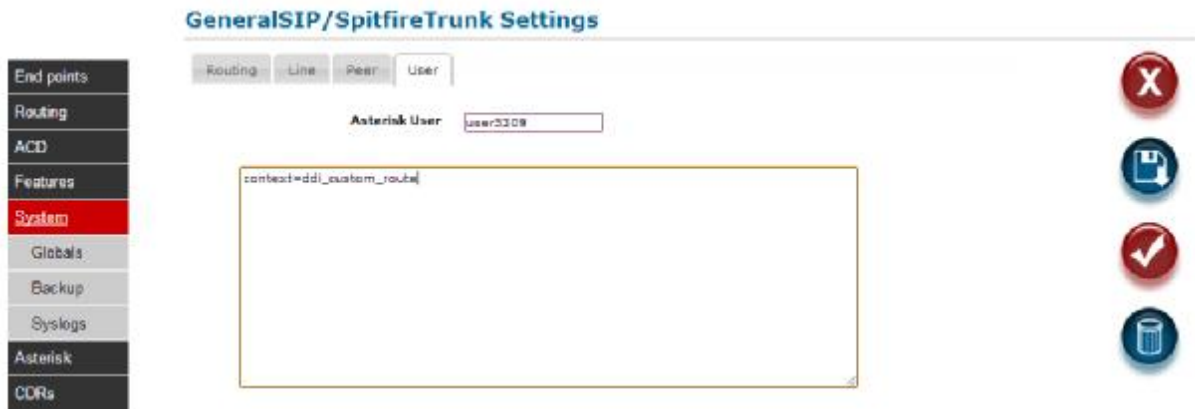 GeneralSIP/SpitfireTrunk Settings
Routing Line Peer User
Asterisk User user5209
context=ddi_custom_route
End points
Routing
ACD
Features
System
Globals
Backup
Syslogs
Asterisk
CDRs